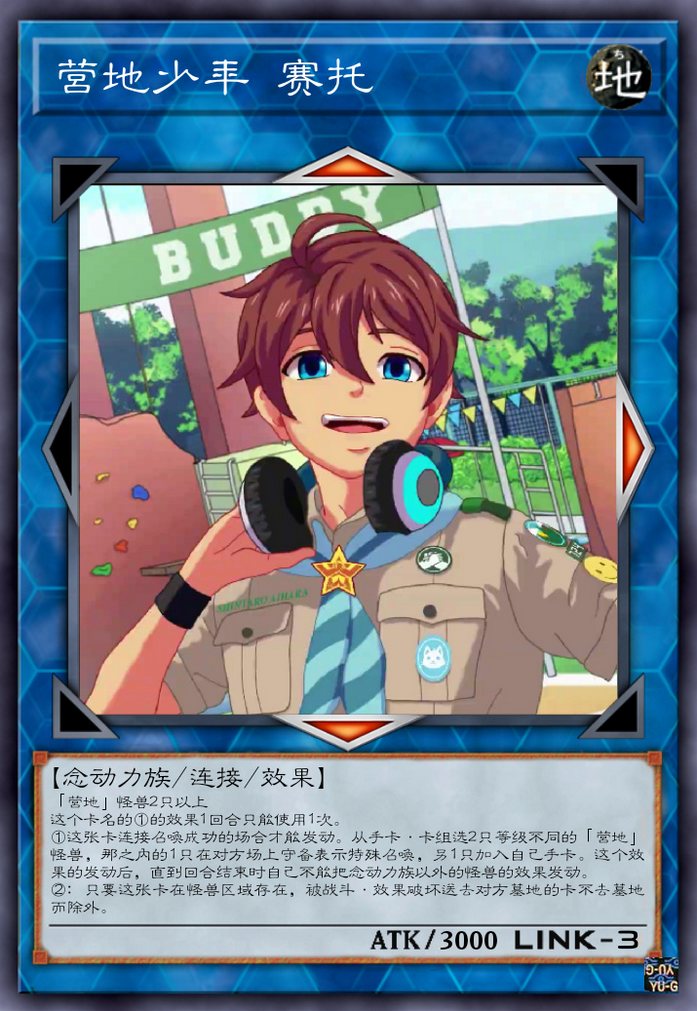 营地少年 赛托
ち
地
BUDDY
SHINTARO AIHARA
【念动力族/连接/效果】
「营地」怪兽2只以上
这个卡名的①的效果1回合只能使用1次。
①这张卡连接召唤成功的场合才能发动。从手卡·卡组选2只等级不同的「营地」
怪兽，那之内的1只在对方场上守备表示特殊召唤，另1只加入自己手卡。这个效
果的发动后，直到回合结束时自己不能把念动力族以外的怪兽的效果发动。
②：只要这张卡在怪兽区域存在，被战斗·效果破坏送去对方墓地的卡不去墓地
而除外。
ATK/3000 LINK-3
YU-G